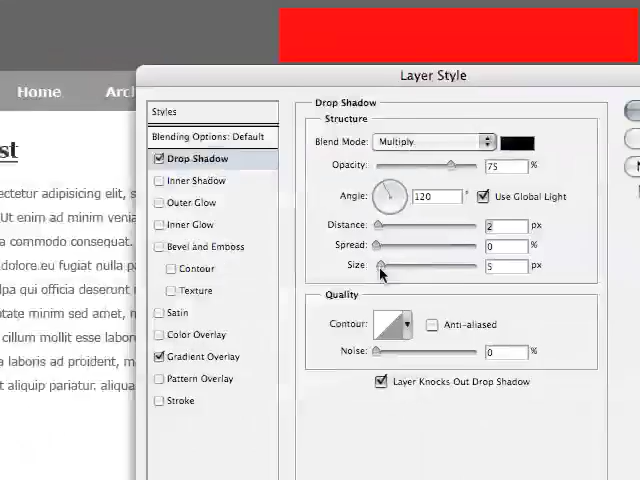 Layer Style
Home
Styles
Blending Options: Default
Drop Shadow
Inner Shadow
Outer Glow
Inner Glow
Bevel and Emboss
Contour
Texture
Satin
Color Overlay
Gradient Overlay
Pattern Overlay
Stroke
Drop Shadow
Structure
Blend Mode: Multiply
Opacity: 75 %
Angle: 120 ° Use Global Light
Distance: 2 px
Spread: 0 %
Size: 5 px
Quality
Contour: Anti-aliased
Noise: 0 %
Layer Knocks Out Drop Shadow
st
ectetur adipisicing elit, s
Ut enim ad minim venia
a commodo consequat.
dolore.eu fugiat nulla p
lpa qui officia deserunt
tate minim sed amet, r
cillum mollit esse labor
a laboris ad proident, m
t aliquip pariatur. aliqua